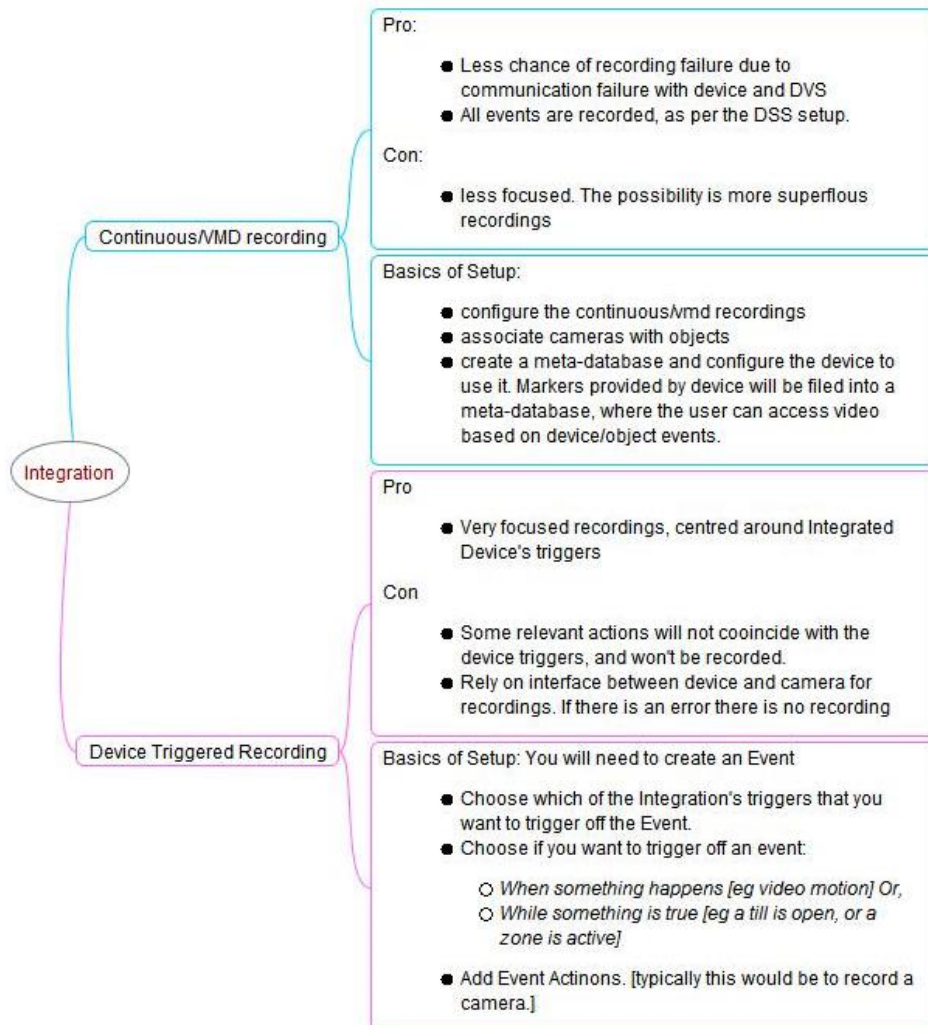 Integration
Continuous/VMD recording
Pro:
● Less chance of recording failure due to
communication failure with device and DVS
● All events are recorded, as per the DSS setup.
Con:
● less focused. The possibility is more superflous
recordings
Basics of Setup:
● configure the continuous/vmd recordings
● associate cameras with objects
● create a meta-database and configure the device to
use it. Markers provided by device will be filed into a
meta-database, where the user can access video
based on device/object events.
Device Triggered Recording
Pro
● Very focused recordings, centred around Integrated
Device's triggers
Con
● Some relevant actions will not cooincide with the
device triggers, and won't be recorded.
● Rely on interface between device and camera for
recordings. If there is an error there is no recording
Basics of Setup: You will need to create an Event
● Choose which of the Integration's triggers that you
want to trigger off the Event.
● Choose if you want to trigger off an event:
○ When something happens [eg video motion] Or,
○ While something is true [eg a till is open, or a
zone is active]
● Add Event Actinons. [typically this would be to record a
camera.]